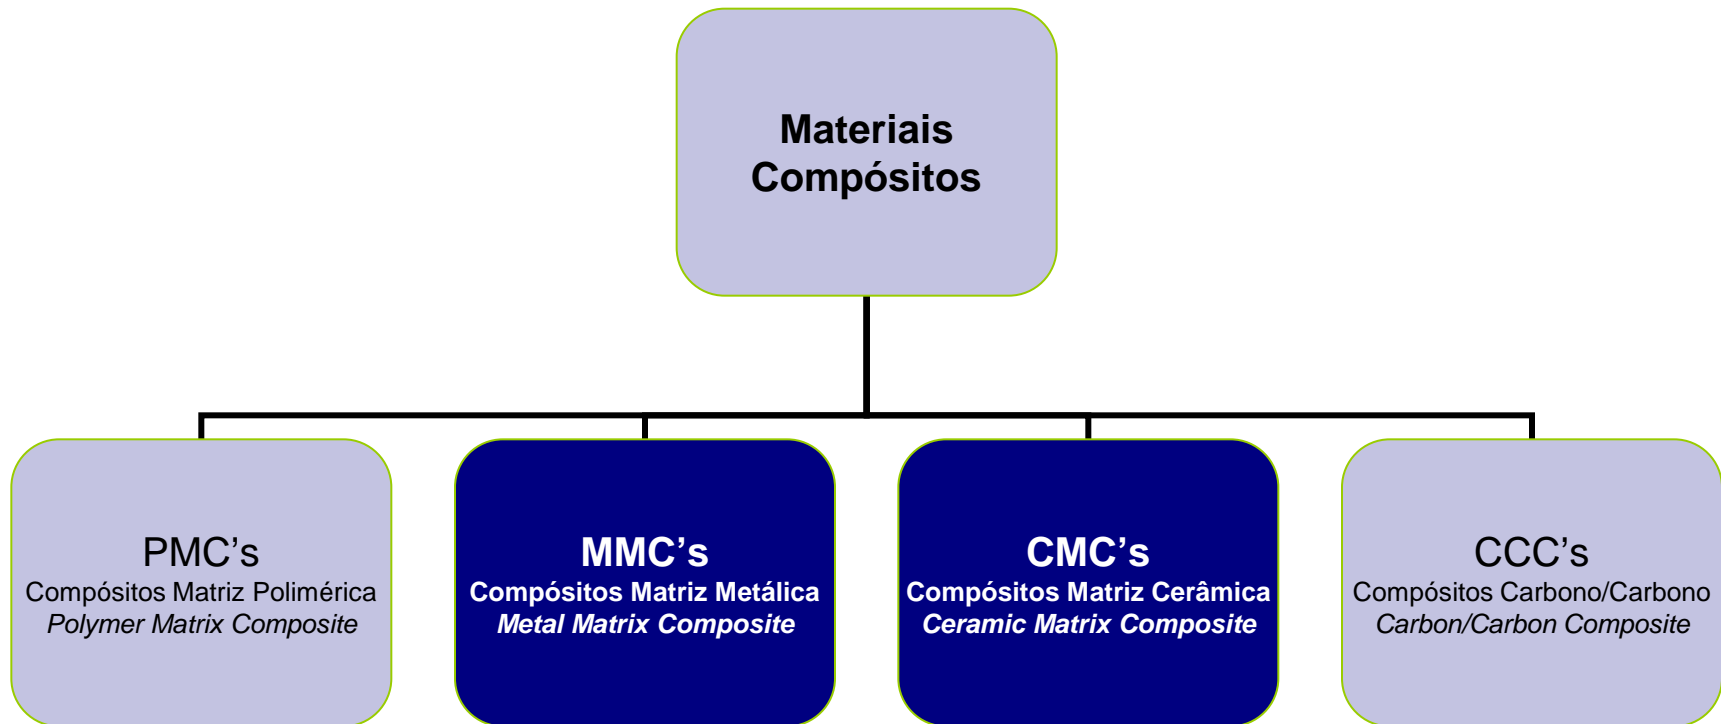 Materiais
Compósitos
PMC’s
Compósitos Matriz Polimérica
Polymer Matrix Composite
MMC’s
Compósitos Matriz Metálica
Metal Matrix Composite
CMC’s
Compósitos Matriz Cerâmica
Ceramic Matrix Composite
CCC’s
Compósitos Carbono/Carbono
Carbon/Carbon Composite